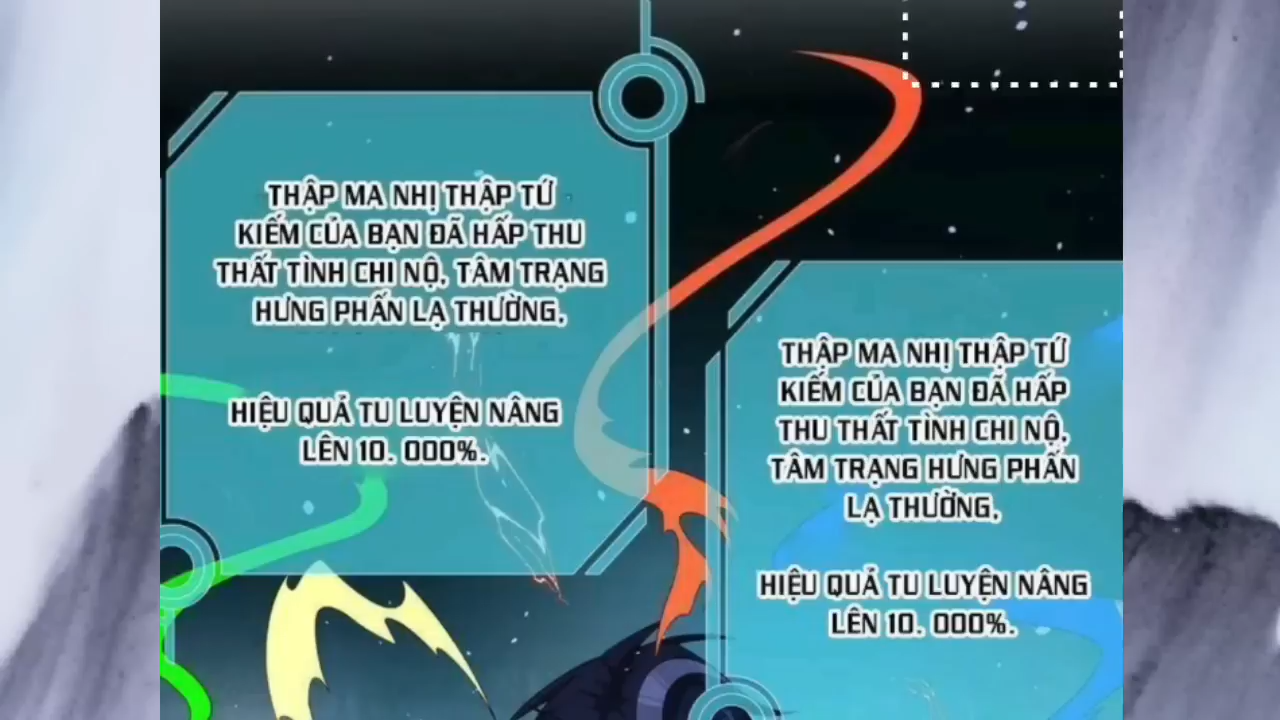 THẬP MA NHỊ THẬP TỨ
KIẾM CỦA BẠN ĐÃ HẤP THU
THẤT TÌNH CHI NỘ, TÂM TRẠNG
HƯNG PHẤN LẠ THƯỜNG.
HIỆU QUẢ TU LUYỆN NÂNG
LÊN 10. 000%.
THẬP MA NHỊ THẬP TỨ
KIẾM CỦA BẠN ĐÃ HẤP
THU THẤT TÌNH CHI NỘ,
TÂM TRẠNG HƯNG PHẤN
LẠ THƯỜNG.
HIỆU QUẢ TU LUYỆN NÂNG
LÊN 10. 000%.